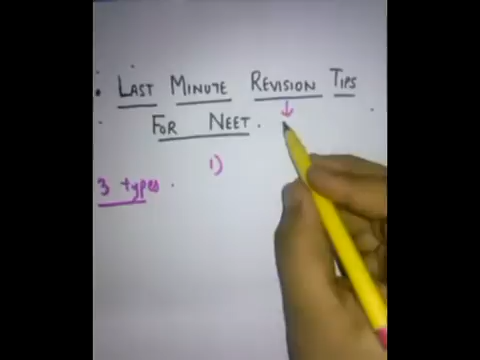 : LAST MINUTE REVISION TIPS
FOR NEET.
1)
3 types.